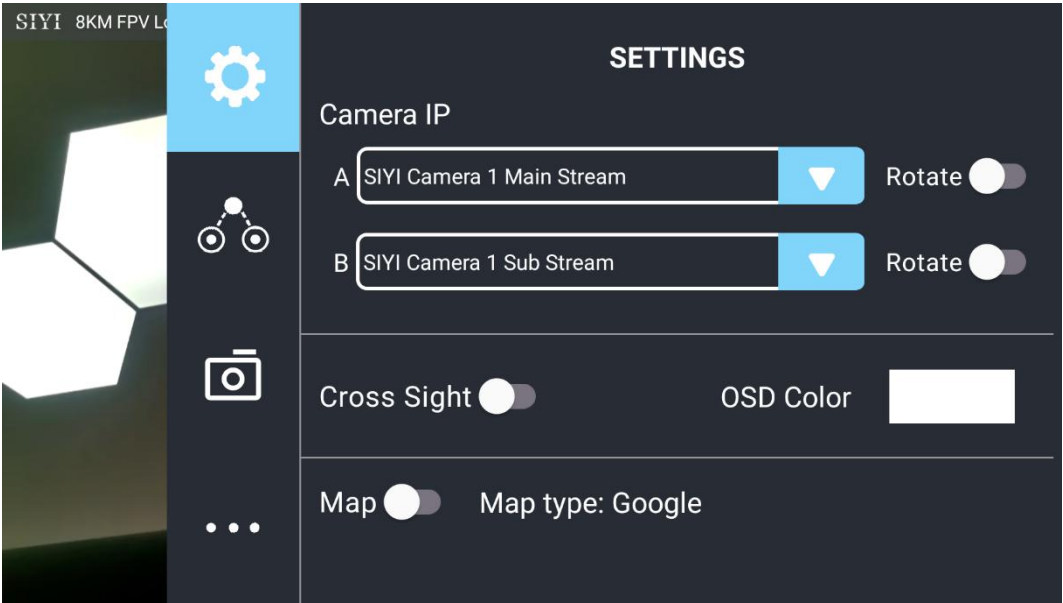 SIYI 8KM FPV
SETTINGS
Camera IP
A SIYI Camera 1 Main Stream Rotate
B SIYI Camera 1 Sub Stream Rotate
Cross Sight OSD Color
Map Map type: Google